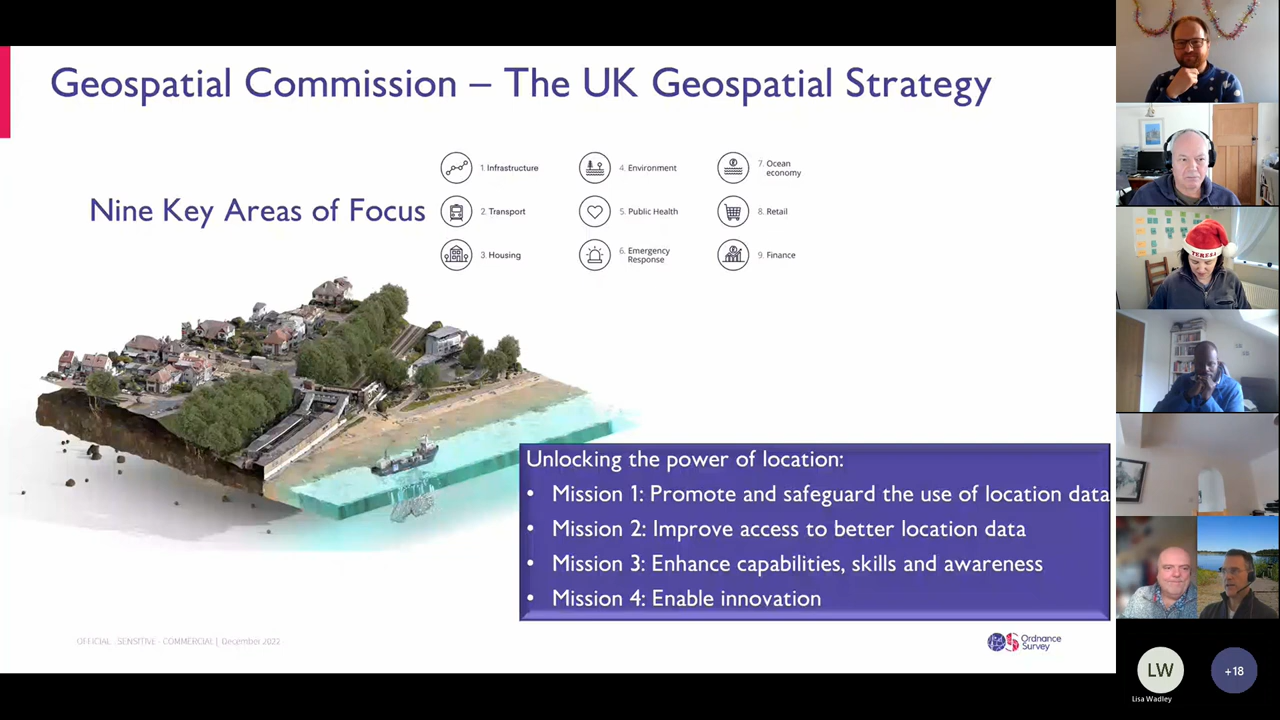 Geospatial Commission – The UK Geospatial Strategy
Nine Key Areas of Focus
1. Infrastructure
2. Transport
3. Housing
4. Environment
5. Public Health
6. Emergency
Response
7. Ocean
economy
8. Retail
9. Finance
Unlocking the power of location:
• Mission 1: Promote and safeguard the use of location data
• Mission 2: Improve access to better location data
• Mission 3: Enhance capabilities, skills and awareness
• Mission 4: Enable innovation
OFFICIAL - SENSITIVE - COMMERCIAL | December 2022
OS Ordnance
Survey
TERESA
LW
Lisa Wadley
+18